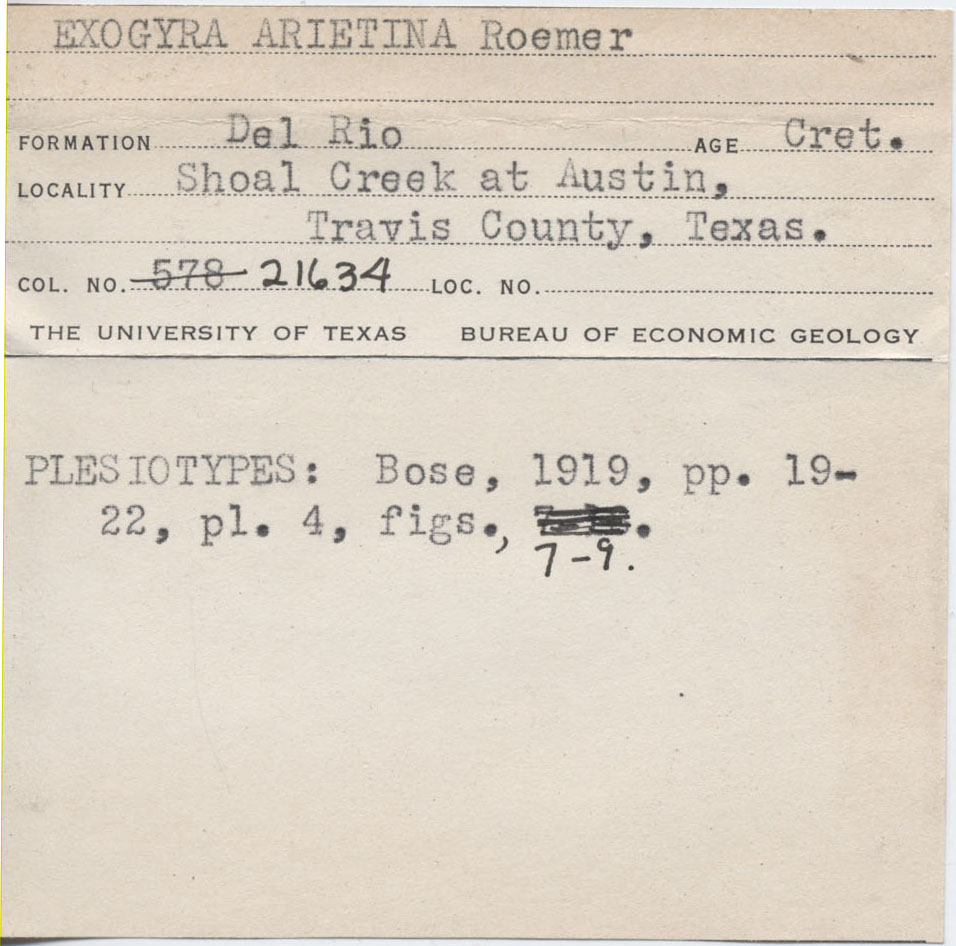 EXOGYRA ARIETINA Roemer
FORMATION Del Rio AGE Cret.
LOCALITY Shoal Creek at Austin,
Travis County, Texas.
COL. NO. 578 21634 LOC. NO.
THE UNIVERSITY OF TEXAS BUREAU OF ECONOMIC GEOLOGY
PLESIOTYPES: Bose, 1919, pp. 19-
22, pl. 4, figs., .
7-9.